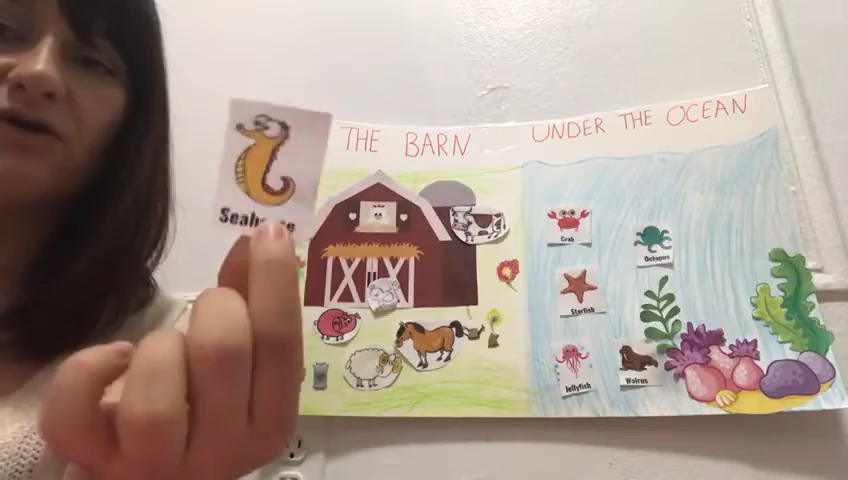 THE BARN
UNDER THE OCEAN
Crab
Octopus
Starfish
Jellyfish
Walrus